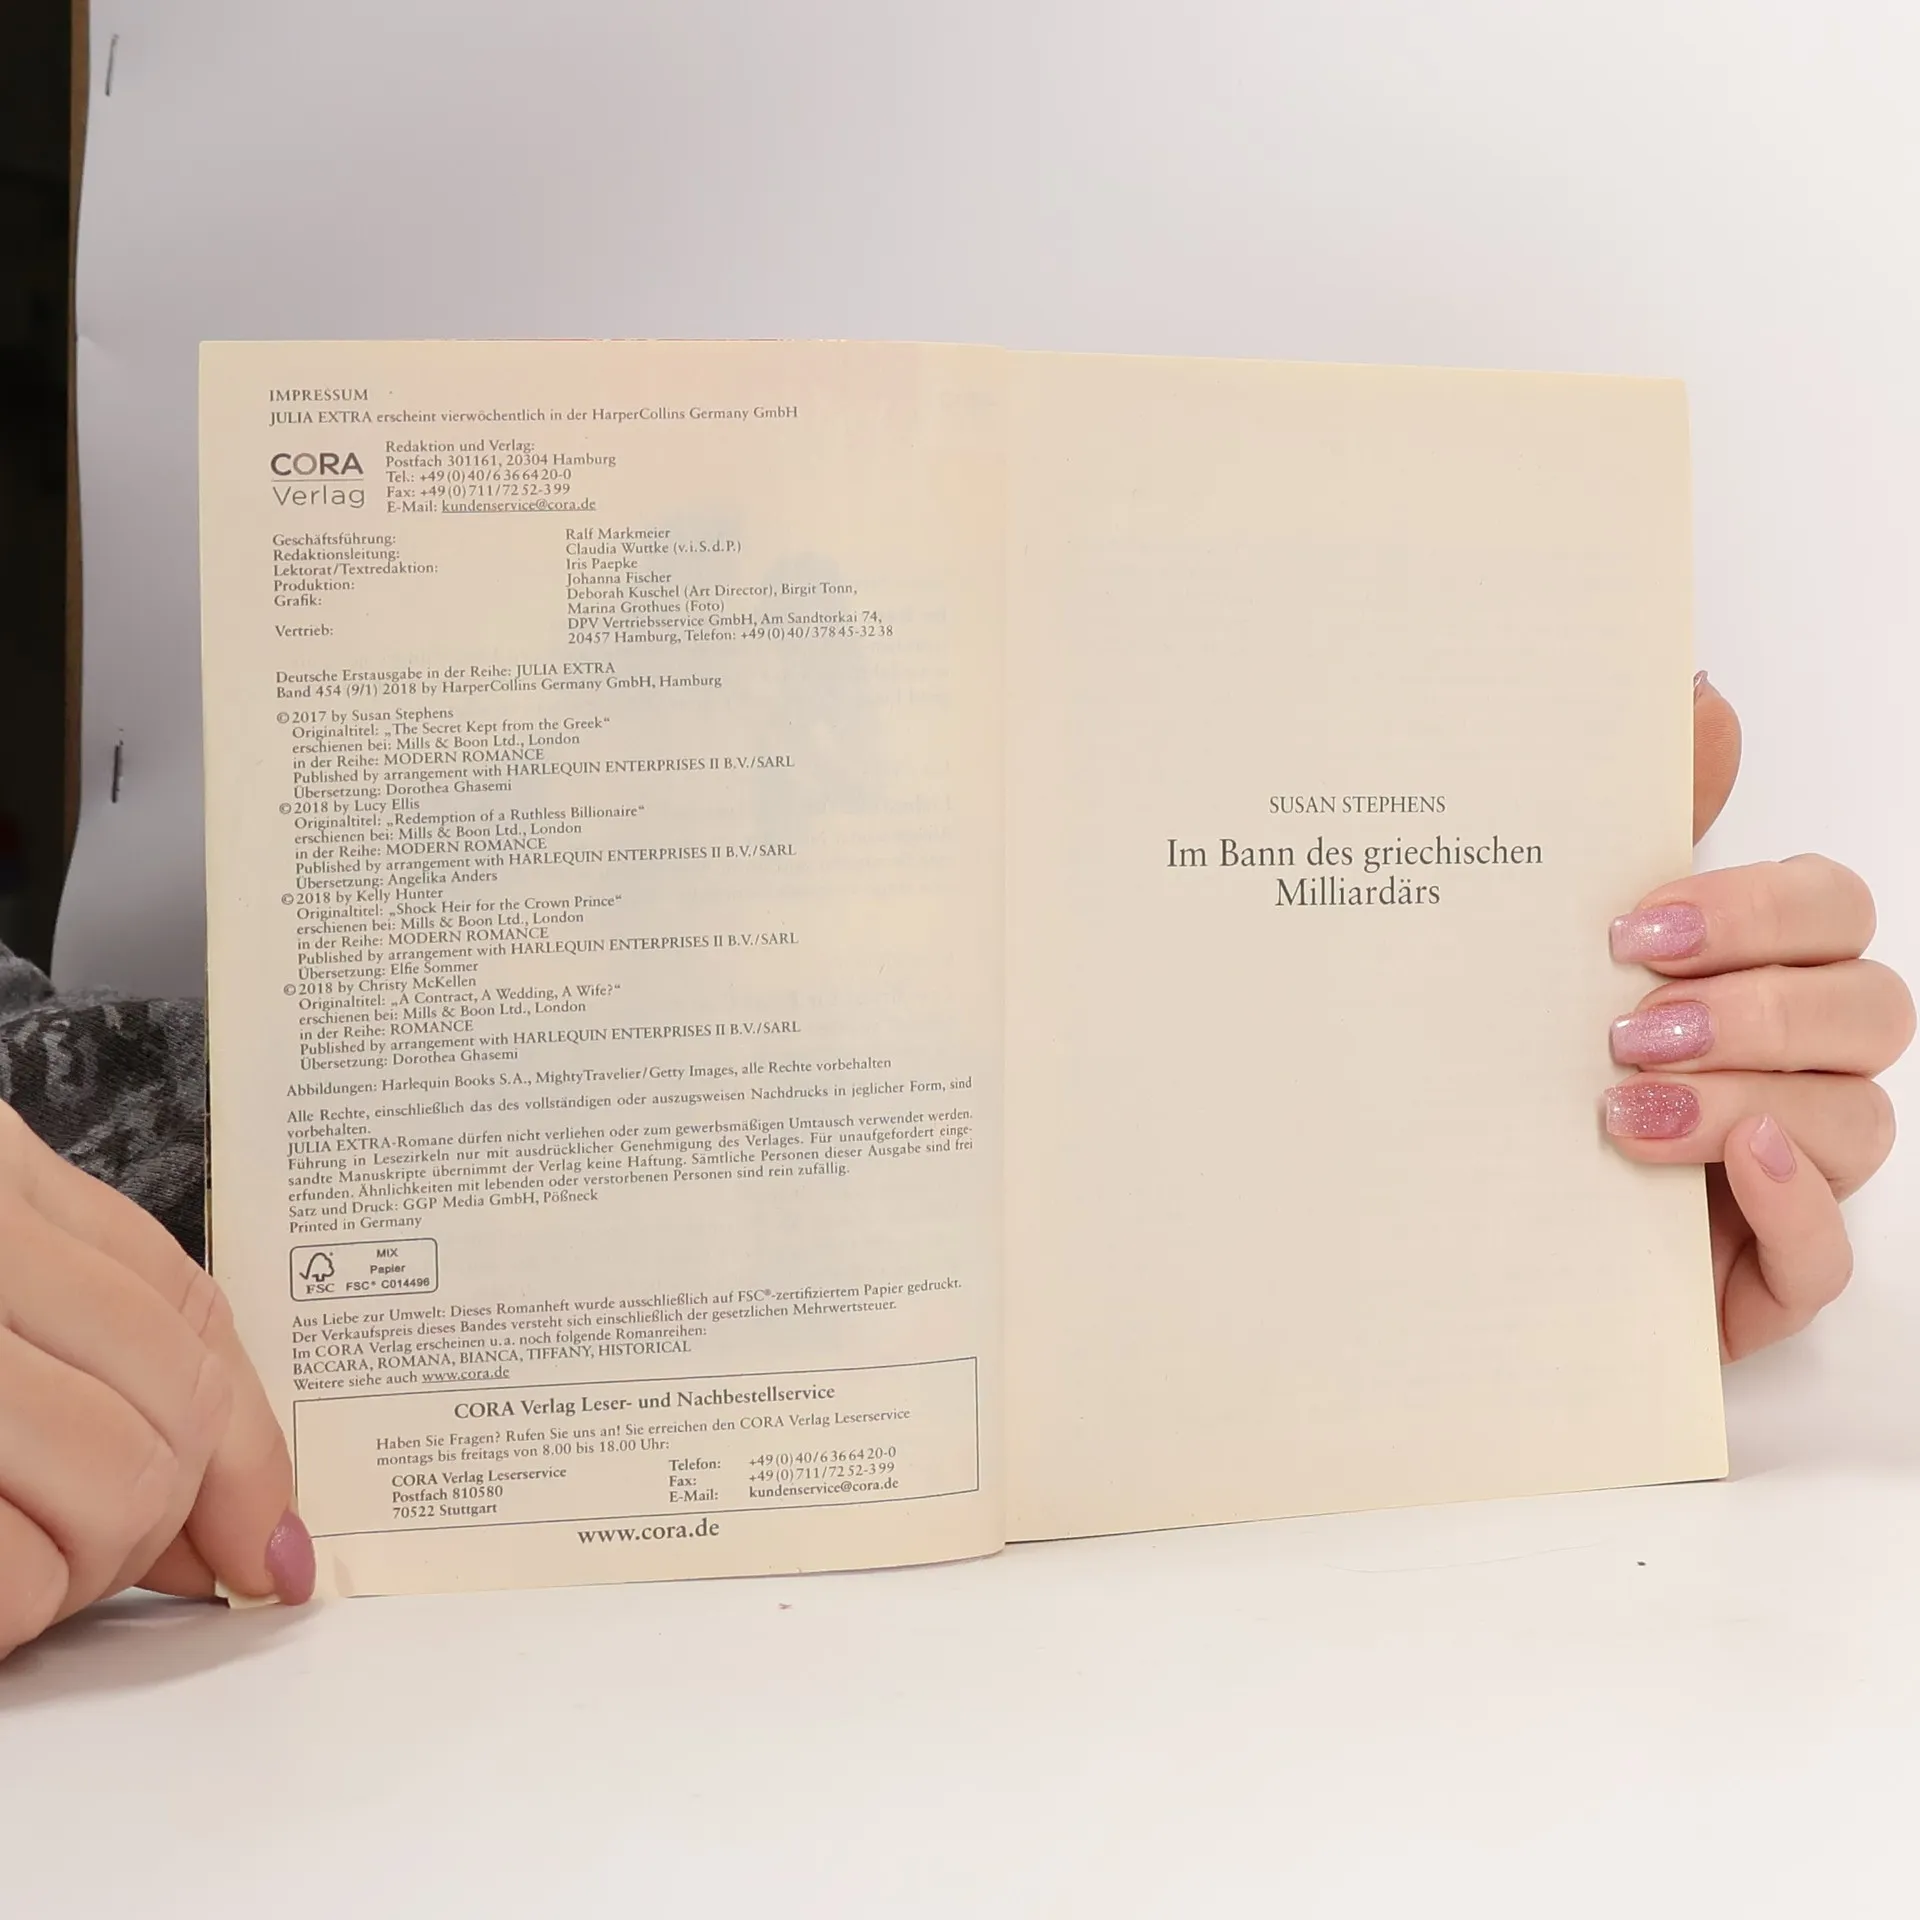 IMPRESSUM
JULIA EXTRA erscheint vierwöchentlich in der HarperCollins Germany GmbH
CORA
Verlag
Redaktion und Verlag:
Postfach 301161, 20304 Hamburg
Tel.: +49(0)40/6366420-0
Fax: +49(0)711/7252-399
E-Mail: kundenservice@cora.de
Geschäftsführung: Ralf Markmeier
Redaktionsleitung: Claudia Wuttke (v.i.S.d.P.)
Lektorat/Textredaktion: Iris Paepke
Produktion: Johanna Fischer
Grafik: Deborah Kuschel (Art Director), Birgit Tonn,
Marina Grothues (Foto)
Vertrieb: DPV Vertriebsservice GmbH, Am Sandtorkai 74,
20457 Hamburg, Telefon: +49(0)40/37845-3238
Deutsche Erstausgabe in der Reihe: JULIA EXTRA
Band 454 (9/1) 2018 by HarperCollins Germany GmbH, Hamburg
© 2017 by Susan Stephens
Originaltitel: „The Secret Kept from the Greek“
erschienen bei: Mills & Boon Ltd., London
in der Reihe: MODERN ROMANCE
Published by arrangement with HARLEQUIN ENTERPRISES II B.V./SARL
Übersetzung: Dorothea Ghasemi
© 2018 by Lucy Ellis
Originaltitel: „Redemption of a Ruthless Billionaire“
erschienen bei: Mills & Boon Ltd., London
in der Reihe: MODERN ROMANCE
Published by arrangement with HARLEQUIN ENTERPRISES II B.V./SARL
Übersetzung: Angelika Anders
© 2018 by Kelly Hunter
Originaltitel: „Shock Heir for the Crown Prince“
erschienen bei: Mills & Boon Ltd., London
in der Reihe: MODERN ROMANCE
Published by arrangement with HARLEQUIN ENTERPRISES II B.V./SARL
Übersetzung: Elfie Sommer
© 2018 by Christy McKellen
Originaltitel: „A Contract, A Wedding, A Wife?“
erschienen bei: Mills & Boon Ltd., London
in der Reihe: ROMANCE
Published by arrangement with HARLEQUIN ENTERPRISES II B.V./SARL
Übersetzung: Dorothea Ghasemi
Abbildungen: Harlequin Books S.A., MightyTravelier/Getty Images, alle Rechte vorbehalten
Alle Rechte, einschließlich das des vollständigen oder auszugsweisen Nachdrucks in jeglicher Form, sind
vorbehalten.
JULIA EXTRA-Romane dürfen nicht verliehen oder zum gewerbsmäßigen Umtausch verwendet werden.
Führung in Lesezirkeln nur mit ausdrücklicher Genehmigung des Verlages. Für unaufgefordert einge-
sandte Manuskripte übernimmt der Verlag keine Haftung. Sämtliche Personen dieser Ausgabe sind frei
erfunden. Ähnlichkeiten mit lebenden oder verstorbenen Personen sind rein zufällig.
Satz und Druck: GGP Media GmbH, Pößneck
Printed in Germany
MIX
Papier
FSC FSC® C014496
Aus Liebe zur Umwelt: Dieses Romanheft wurde ausschließlich auf FSC®-zertifiziertem Papier gedruckt.
Der Verkaufspreis dieses Bandes versteht sich einschließlich der gesetzlichen Mehrwertsteuer.
Im CORA Verlag erscheinen u.a. noch folgende Romanreihen:
BACCARA, ROMANA, BIANCA, TIFFANY, HISTORICAL
Weitere siehe auch www.cora.de
CORA Verlag Leser- und Nachbestellservice
Haben Sie Fragen? Rufen Sie uns an! Sie erreichen den CORA Verlag Leserservice
montags bis freitags von 8.00 bis 18.00 Uhr:
CORA Verlag Leserservice
Postfach 810580
70522 Stuttgart
Telefon: +49(0)40/6366420-0
Fax: +49(0)711/7252-399
E-Mail: kundenservice@cora.de
www.cora.de
SUSAN STEPHENS
Im Bann des griechischen
Milliardärs